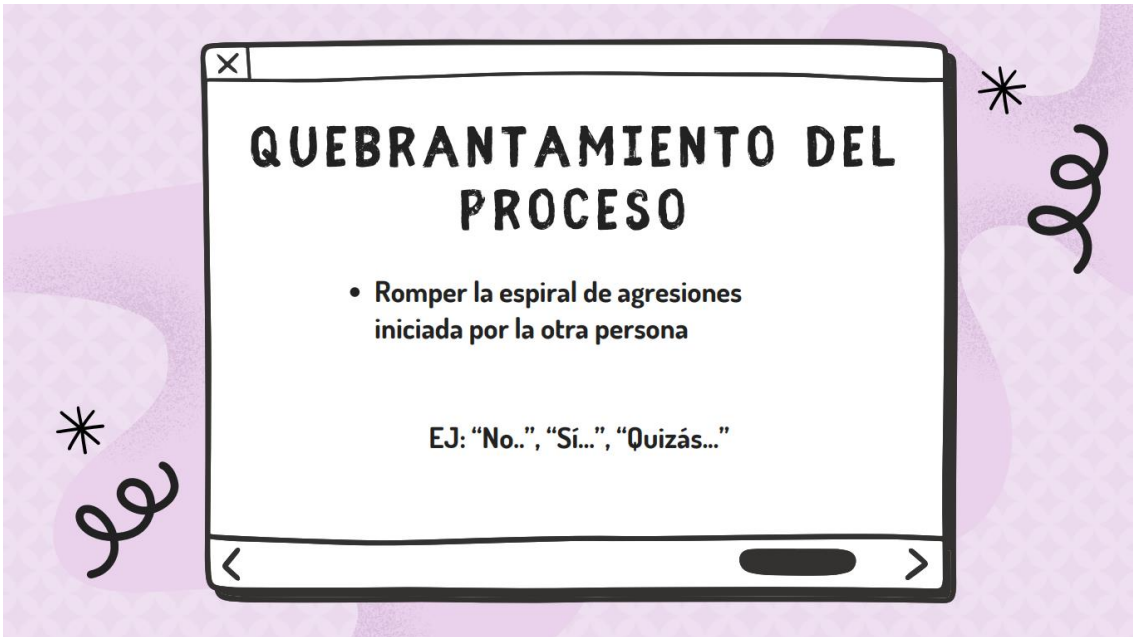 QUEBRANTAMIENTO DEL
PROCESO
• Romper la espiral de agresiones
iniciada por la otra persona
EJ: “No..”, “Sí...”, “Quizás...”